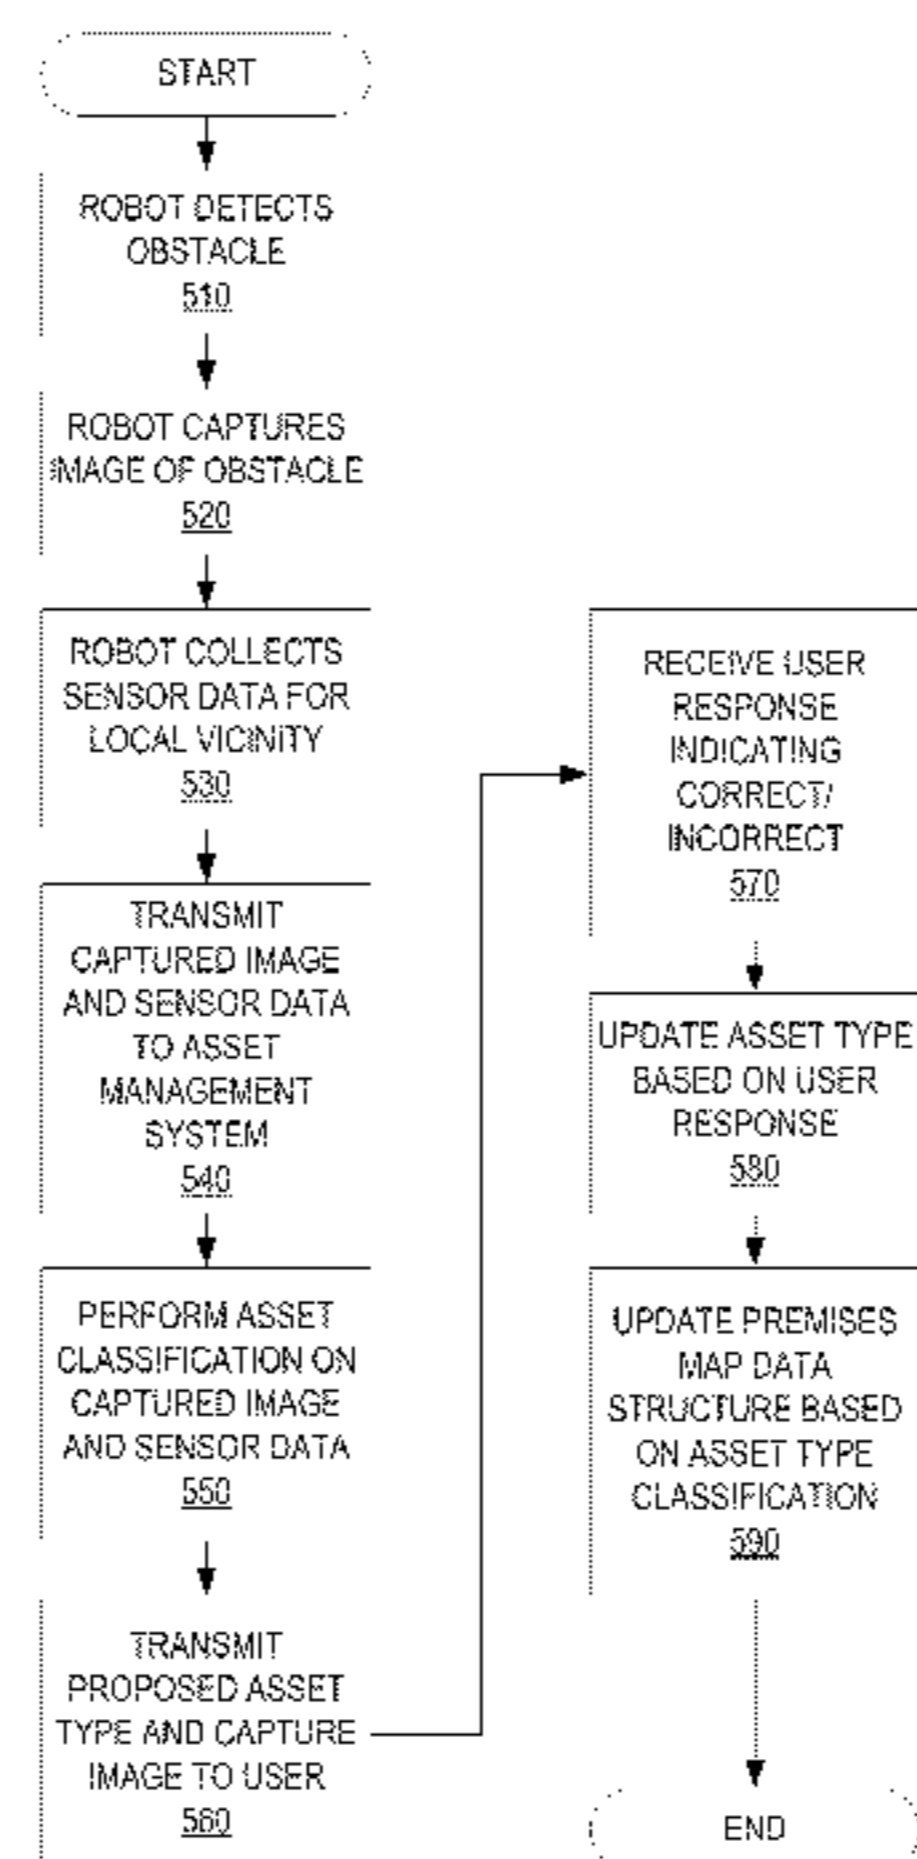 START
ROBOT DETECTS
OBSTACLE
510
ROBOT CAPTURES
IMAGE OF OBSTACLE
520
ROBOT COLLECTS
SENSOR DATA FOR
LOCAL VICINITY
530
TRANSMIT
CAPTURED IMAGE
AND SENSOR DATA
TO ASSET
MANAGEMENT
SYSTEM
540
PERFORM ASSET
CLASSIFICATION ON
CAPTURED IMAGE
AND SENSOR DATA
550
TRANSMIT
PROPOSED ASSET
TYPE AND CAPTURE
IMAGE TO USER
560
RECEIVE USER
RESPONSE
INDICATING
CORRECT/
INCORRECT
570
UPDATE ASSET TYPE
BASED ON USER
RESPONSE
580
UPDATE PREMISES
MAP DATA
STRUCTURE BASED
ON ASSET TYPE
CLASSIFICATION
590
END